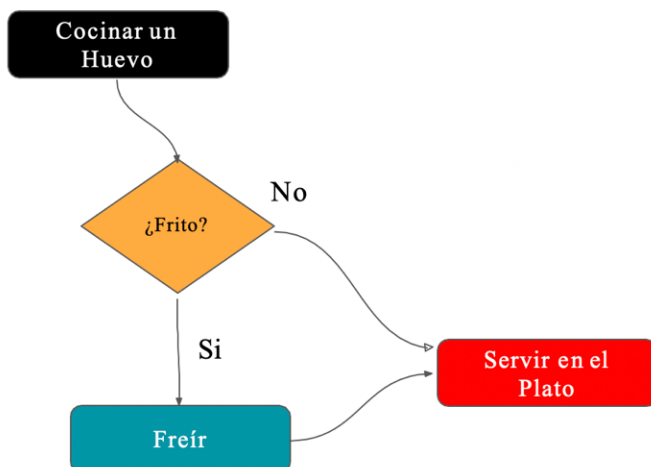 Cocinar un
Huevo
No
¿Frito?
Si
Servir en el
Plato
Freír